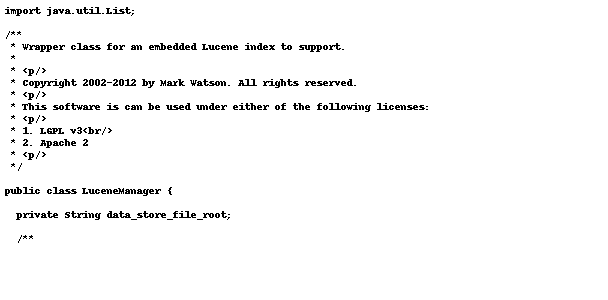 import java.util.List;

/**
 * Wrapper class for an embedded Lucene index to support.
 *
 * <p/>
 * Copyright 2002-2012 by Mark Watson. All rights reserved.
 * <p/>
 * This software is can be used under either of the following licenses:
 * <p/>
 * 1. LGPL v3<br/>
 * 2. Apache 2
 * <p/>
 */

public class LuceneManager {

  private String data_store_file_root;

  /**